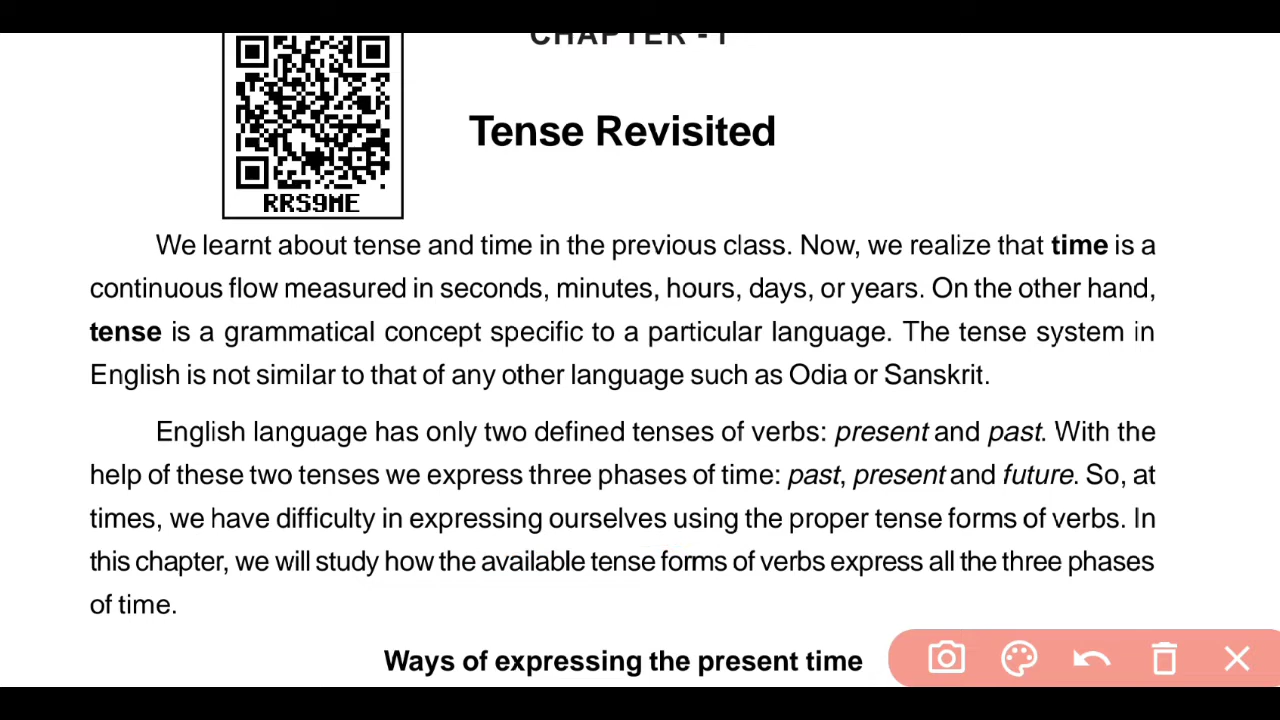 CHAPTER - 1
Tense Revisited
RRS9ME
We learnt about tense and time in the previous class. Now, we realize that time is a
continuous flow measured in seconds, minutes, hours, days, or years. On the other hand,
tense is a grammatical concept specific to a particular language. The tense system in
English is not similar to that of any other language such as Odia or Sanskrit.
English language has only two defined tenses of verbs: present and past. With the
help of these two tenses we express three phases of time: past, present and future. So, at
times, we have difficulty in expressing ourselves using the proper tense forms of verbs. In
this chapter, we will study how the available tense forms of verbs express all the three phases
of time.
Ways of expressing the present time